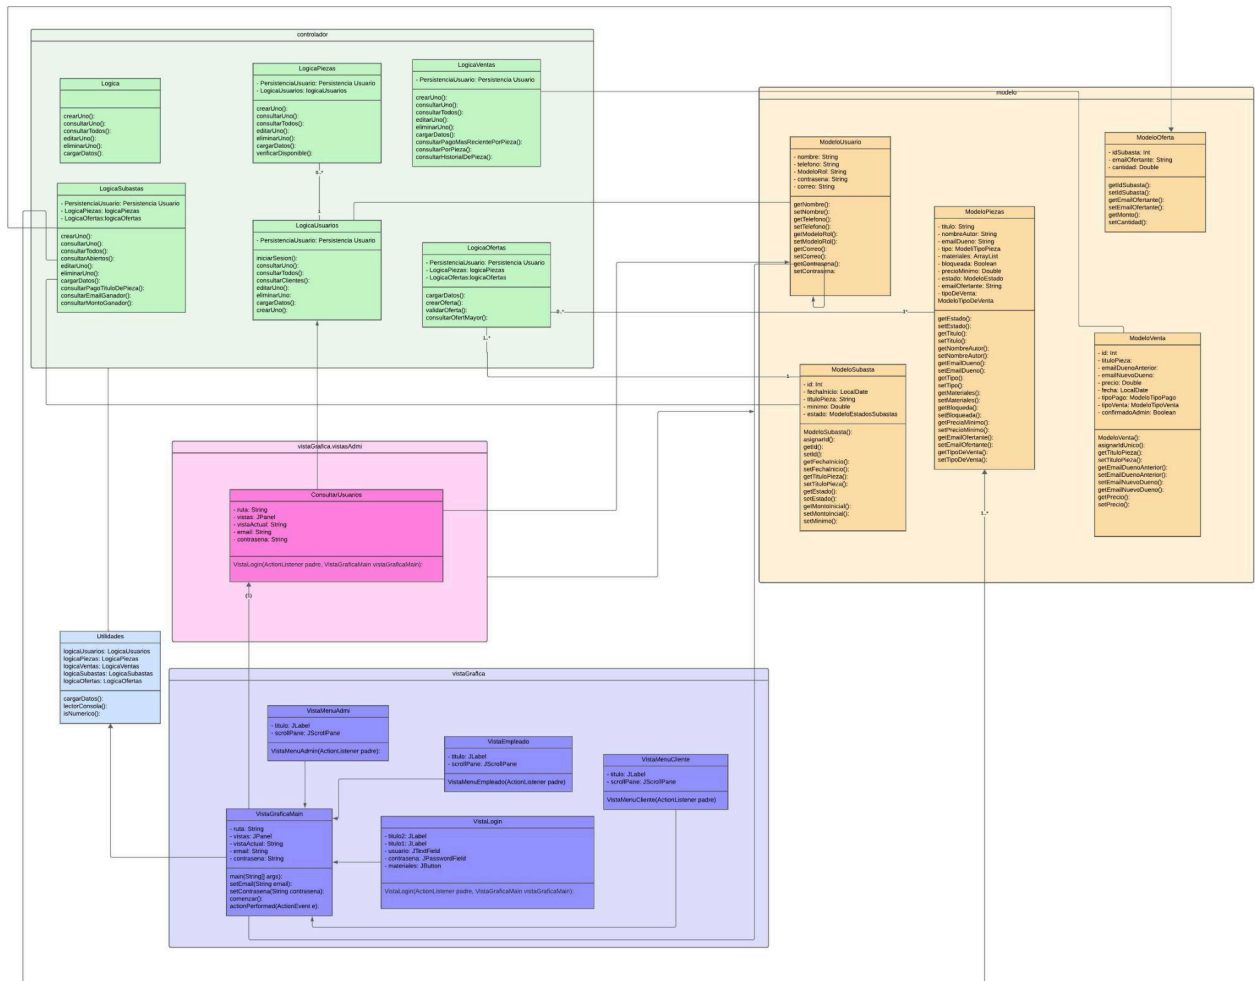 controlador
Logica
crearUno():
consultarUno():
consultarTodos():
editarUno():
eliminarUno():
cargarDatos():
LogicaPiezas
- PersistenciaUsuario: Persistencia Usuario
- LogicaUsuarios: logicaUsuarios
crearUno():
consultarUno():
consultarTodos():
editarUno():
eliminarUno():
cargarDatos():
verificarDisponible():
LogicaVentas
- PersistenciaUsuario: Persistencia Usuario
crearUno():
consultarUno():
consultarTodos():
editarUno():
eliminarUno():
cargarDatos():
consultarPagoMasRecientePorPieza():
consultarPorPieza():
consultarHistorialDePieza():
LogicaSubastas
- PersistenciaUsuario: Persistencia Usuario
- LogicaPiezas: logicaPiezas
- LogicaOfertas:logicaOfertas
crearUno():
consultarUno():
consultarTodos():
consultarAbiertos():
editarUno():
eliminarUno():
cargarDatos():
consultarPagoTituloDePieza():
consultarEmailGanador():
consultarMontoGanador():
0..*
1
LogicaUsuarios
- PersistenciaUsuario: Persistencia Usuario
iniciarSesion():
consultarUno():
consultarTodos():
consultarClientes():
editarUno():
eliminarUno:
cargarDatos():
crearUno():
LogicaOfertas
- PersistenciaUsuario: Persistencia Usuario
- LogicaPiezas: logicaPiezas
- LogicaOfertas:logicaOfertas
cargarDatos():
crearOferta():
validarOferta():
consultarOfertMayor():
0..*
1*
1..*
1
modelo
ModeloUsuario
- nombre: String
- telefono: String
- ModeloRol: String
- contrasena: String
- correo: String
getNombre():
setNombre():
getTelefono():
setTelefono():
getModeloRol():
setModeloRol():
getCorreo():
setCorreo():
getContrasena():
setContrasena:
ModeloOferta
- idSubasta: Int
- emailOfertante: String
- cantidad: Double
getIdSubasta():
setIdSubasta():
getEmailOfertante():
setEmailOfertante():
getMonto():
setCantidad():
ModeloPiezas
- titulo: String
- nombreAutor: String
- emailDueno: String
- tipo: ModeliTipoPieza
- materiales: ArrayList
- bloqueada: Boolean
- precioMinimo: Double
- estado: ModeloEstado
- emailOfertante: String
- tipoDeVenta:
ModeloTipoDeVenta
getEstado():
setEstado():
getTitulo():
setTitulo():
getNombreAutor():
setNombreAutor():
getEmailDueno():
setEmailDueno():
getTipo():
setTipo():
getMateriales():
setMateriales():
getBloqueda():
setBloqueada():
getPreciaMinimo():
setPrecioMinimo():
getEmailOfertante():
setEmailOfertante():
getTipoDeVenta():
setTipoDeVenta():
1..*
ModeloVenta
- id: Int
- tituloPieza:
- emailDuenoAnterior:
- emailNuevoDueno:
- precio: Double
- fecha: LocalDate
- tipoPago: ModeloTipoPago
- tipoVenta: ModeloTipoVenta
- confirmadoAdmin: Boolean
ModeloVenta():
asignarIdUnico():
getTituloPieza():
setTituloPieza():
getEmailDuenoAnterior():
setEmailDuenoAnterior():
setEmailNuevoDueno():
getEmailNuevoDueno():
getPrecio():
setPrecio():
ModeloSubasta
- id: Int
- fechaInicio: LocalDate
- tituloPieza: String
- minimo: Double
- estado: ModeloEstadosSubastas
ModeloSubasta():
asignarId():
getId():
setId():
getFechaInicio():
setFechaInicio():
getTituloPieza():
setTituloPieza():
getEstado():
setEstado():
getMontoInicial():
setMontoInicial():
setMinimo():
vistaGrafica.vistasAdmi
ConsultarUsuarios
- ruta: String
- vistas: JPanel
- vistaActual: String
- email: String
- contrasena: String
VistaLogin(ActionListener padre, VistaGraficaMain vistaGraficaMain):
Utilidades
logicaUsuarios: LogicaUsuarios
logicaPiezas: LogicaPiezas
logicaVentas: LogicaVentas
logicaSubastas: LogicaSubastas
logicaOfertas: LogicaOfertas
cargarDatos():
lectorConsola():
isNumerico():
vistaGrafica
VistaMenuAdmi
- titulo: JLabel
- scrollPane: JScrollPane
VistaMenuAdmin(ActionListener padre):
VistaEmpleado
- titulo: JLabel
- scrollPane: JScrollPane
VistaMenuEmpleado(ActionListener padre)
VistaMenuCliente
- titulo: JLabel
- scrollPane: JScrollPane
VistaMenuCliente(ActionListener padre)
VistaGraficaMain
- ruta: String
- visias: JPanel
- vistaActual: String
- email: String
- contrasena: String
main(String[] args):
setEmail(String email):
setContrasena(String contrasena):
comenzar():
actionPerformed(ActionEvent e):
VistaLogin
- titulo2: JLabel
- titulo1: JLabel
- usuario: JTextField
- contrasena: JPasswordField
- materiales: JButton
VistaLogin(ActionListener padre, VistaGraficaMain vistaGraficaMain):